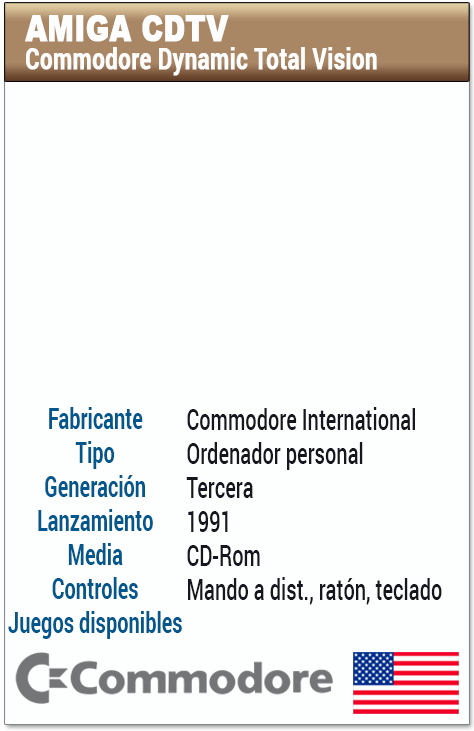 AMIGA CDTV
Commodore Dynamic Total Vision
Fabricante Commodore International
Tipo Ordenador personal
Generación Tercera
Lanzamiento 1991
Media CD-Rom
Controles Mando a dist., ratón, teclado
Juegos disponibles
Commodore